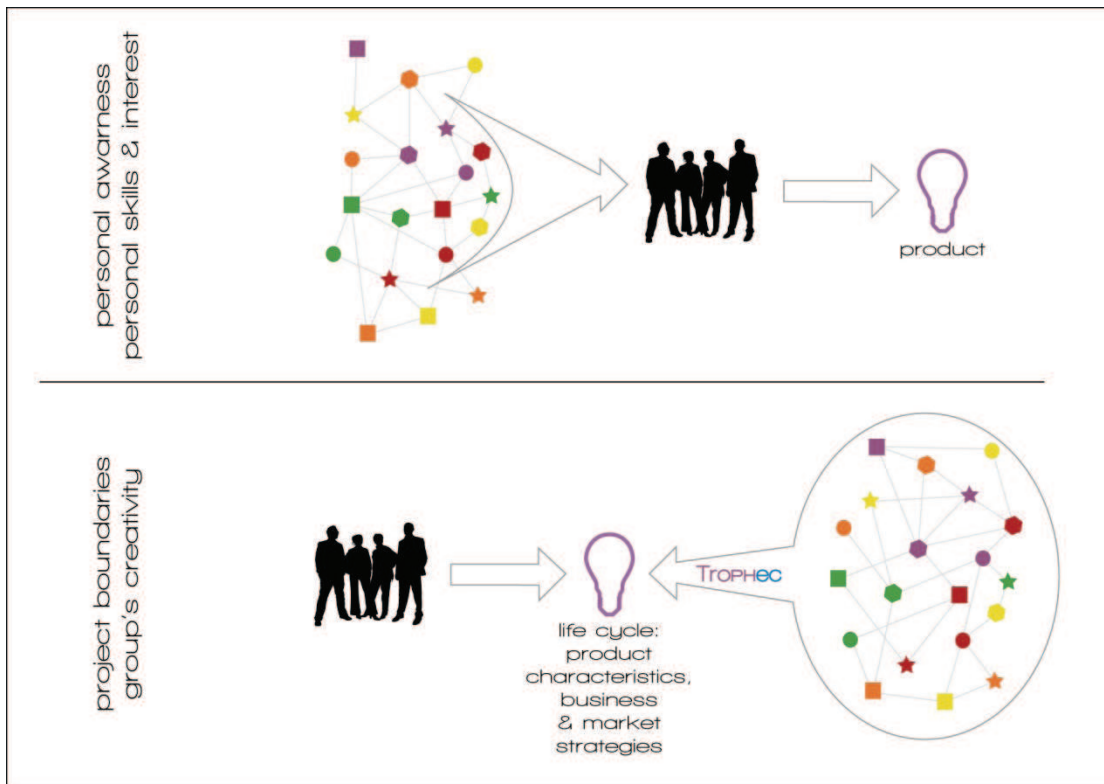 personal awarness
personal skills & interest
product
project boundaries
group's creativity
TROPHEC
life cycle:
product
characteristics,
business
& market
strategies